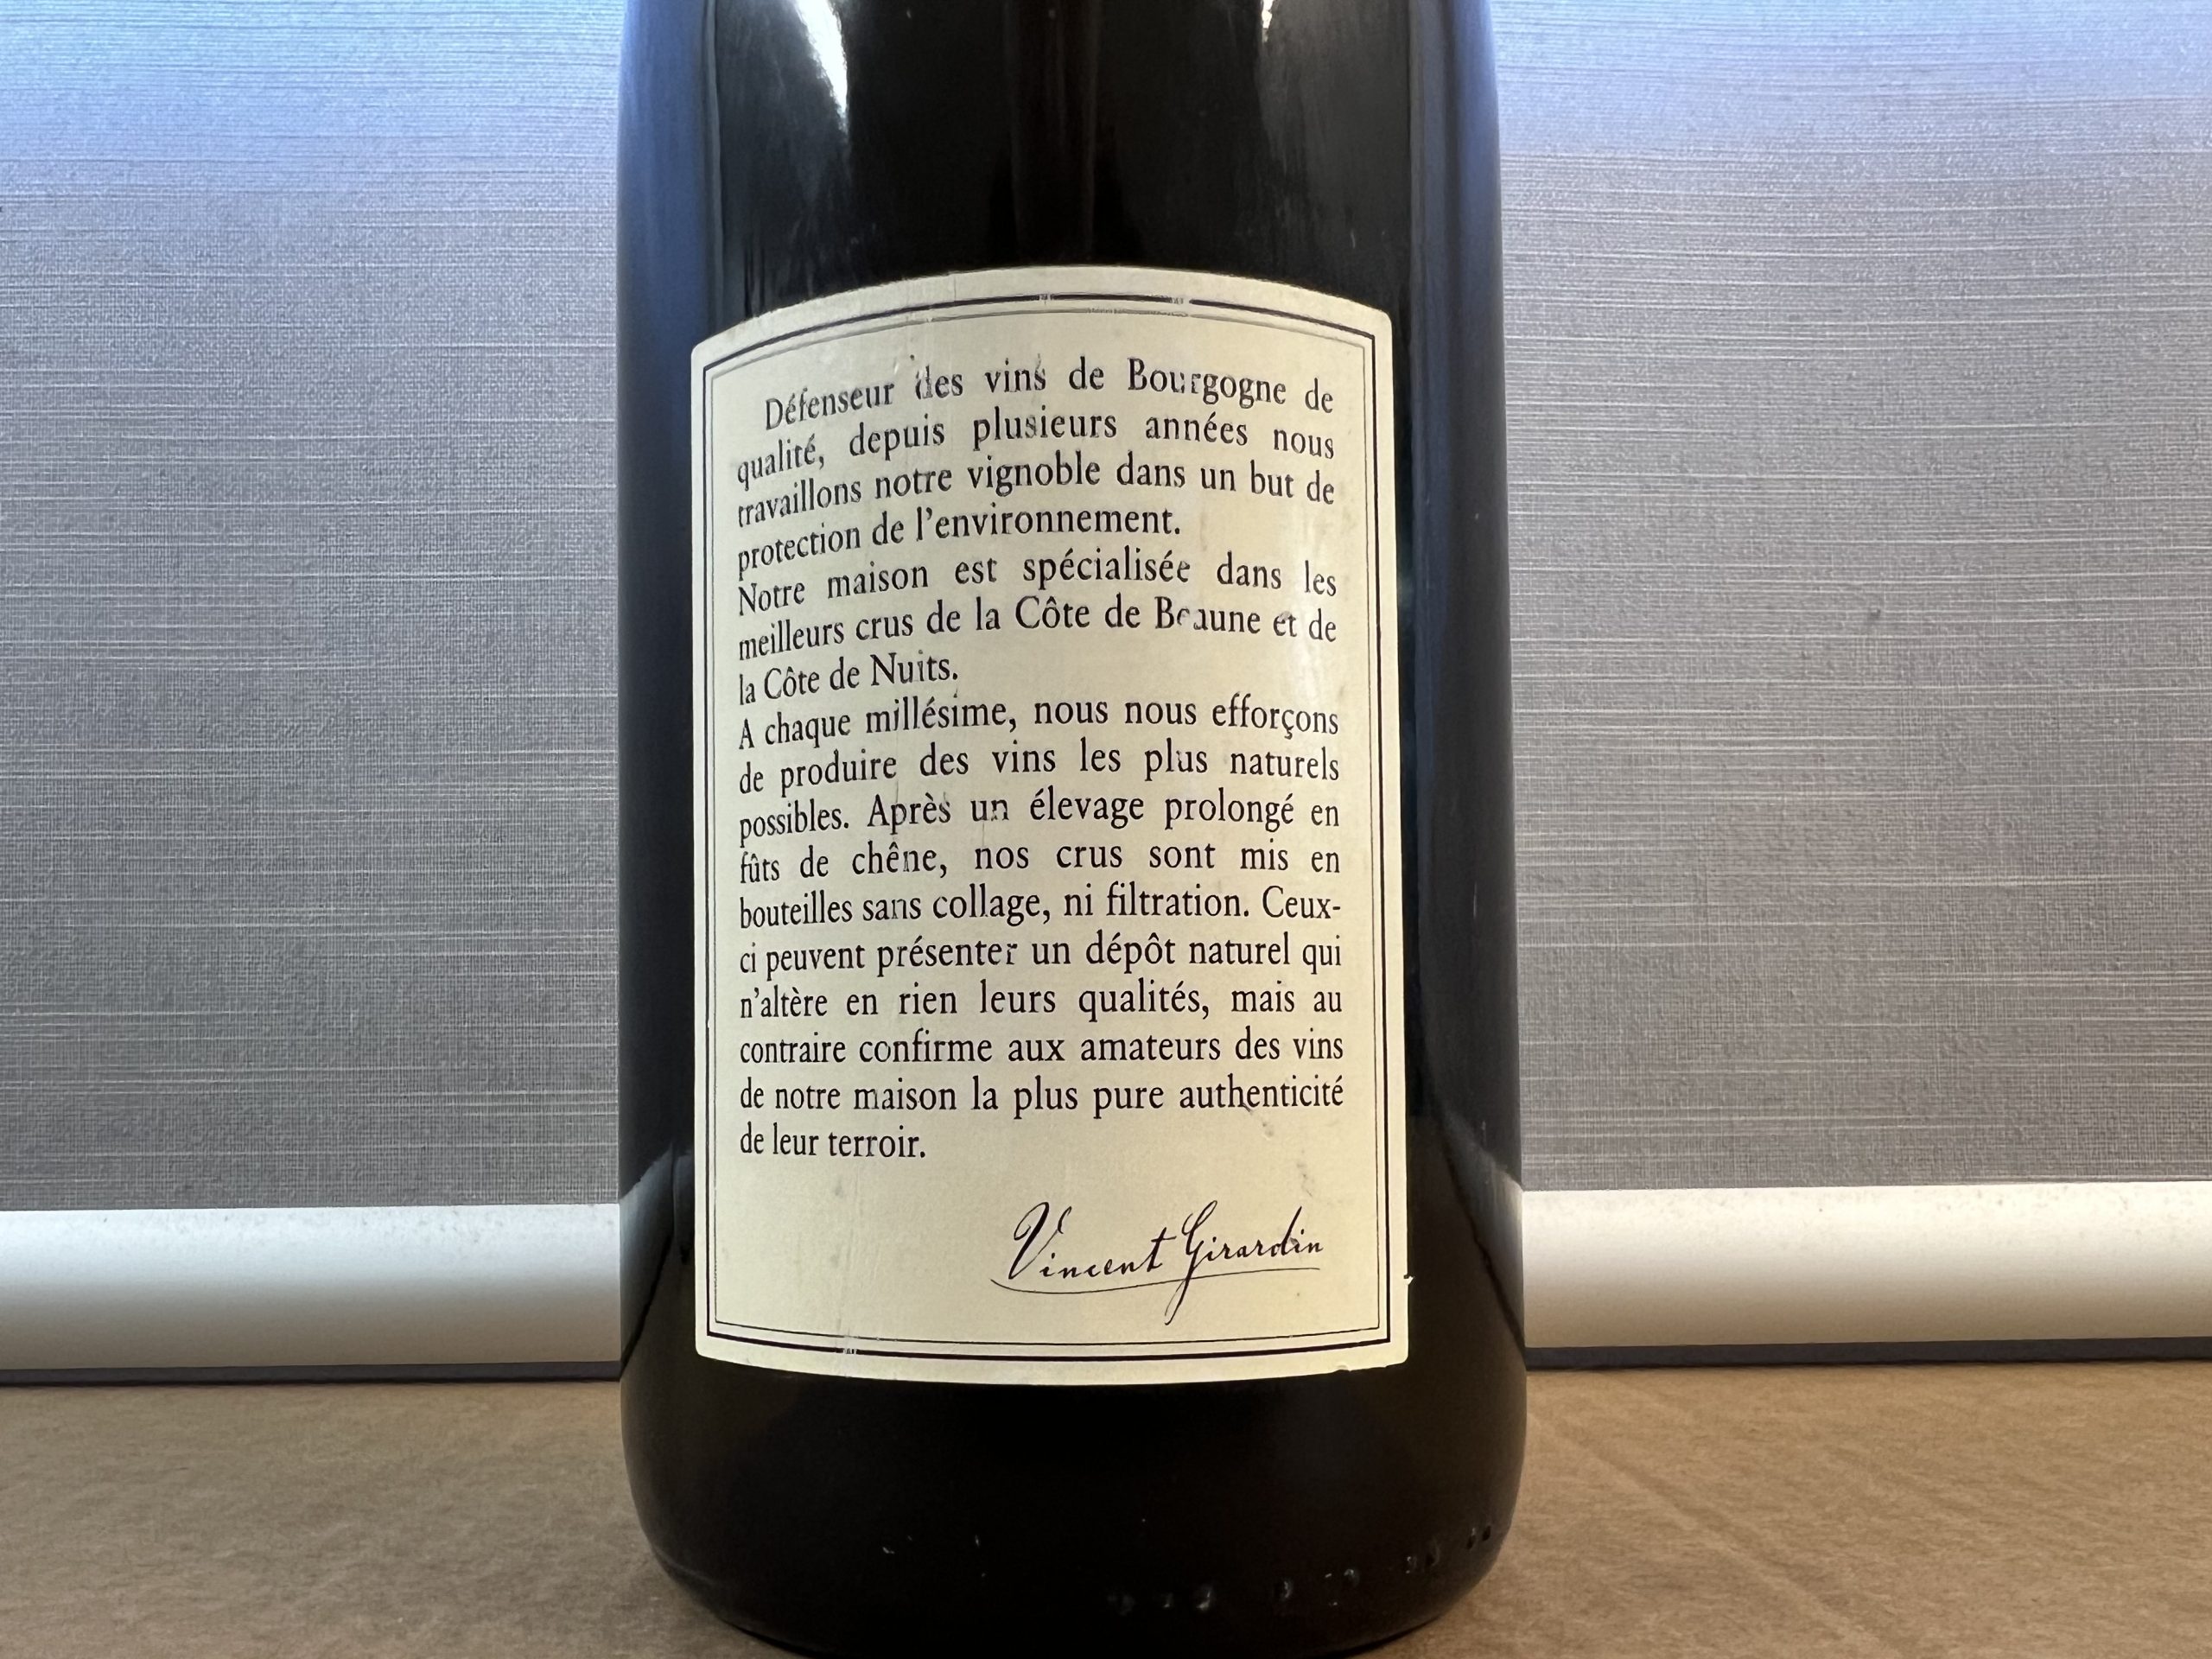 Défenseur des vins de Bourgogne de
qualité, depuis plusieurs années nous
travaillons notre vignoble dans un but de
protection de l'environnement.
Notre maison est spécialisée dans les
meilleurs crus de la Côte de Beaune et de
la Côte de Nuits.
A chaque millésime, nous nous efforçons
de produire des vins les plus naturels
possibles. Après un élevage prolongé en
fûts de chêne, nos crus sont mis en
bouteilles sans collage, ni filtration. Ceux-
ci peuvent présenter un dépôt naturel qui
n'altère en rien leurs qualités, mais au
contraire confirme aux amateurs des vins
de notre maison la plus pure authenticité
de leur terroir.
Vincent Girardin